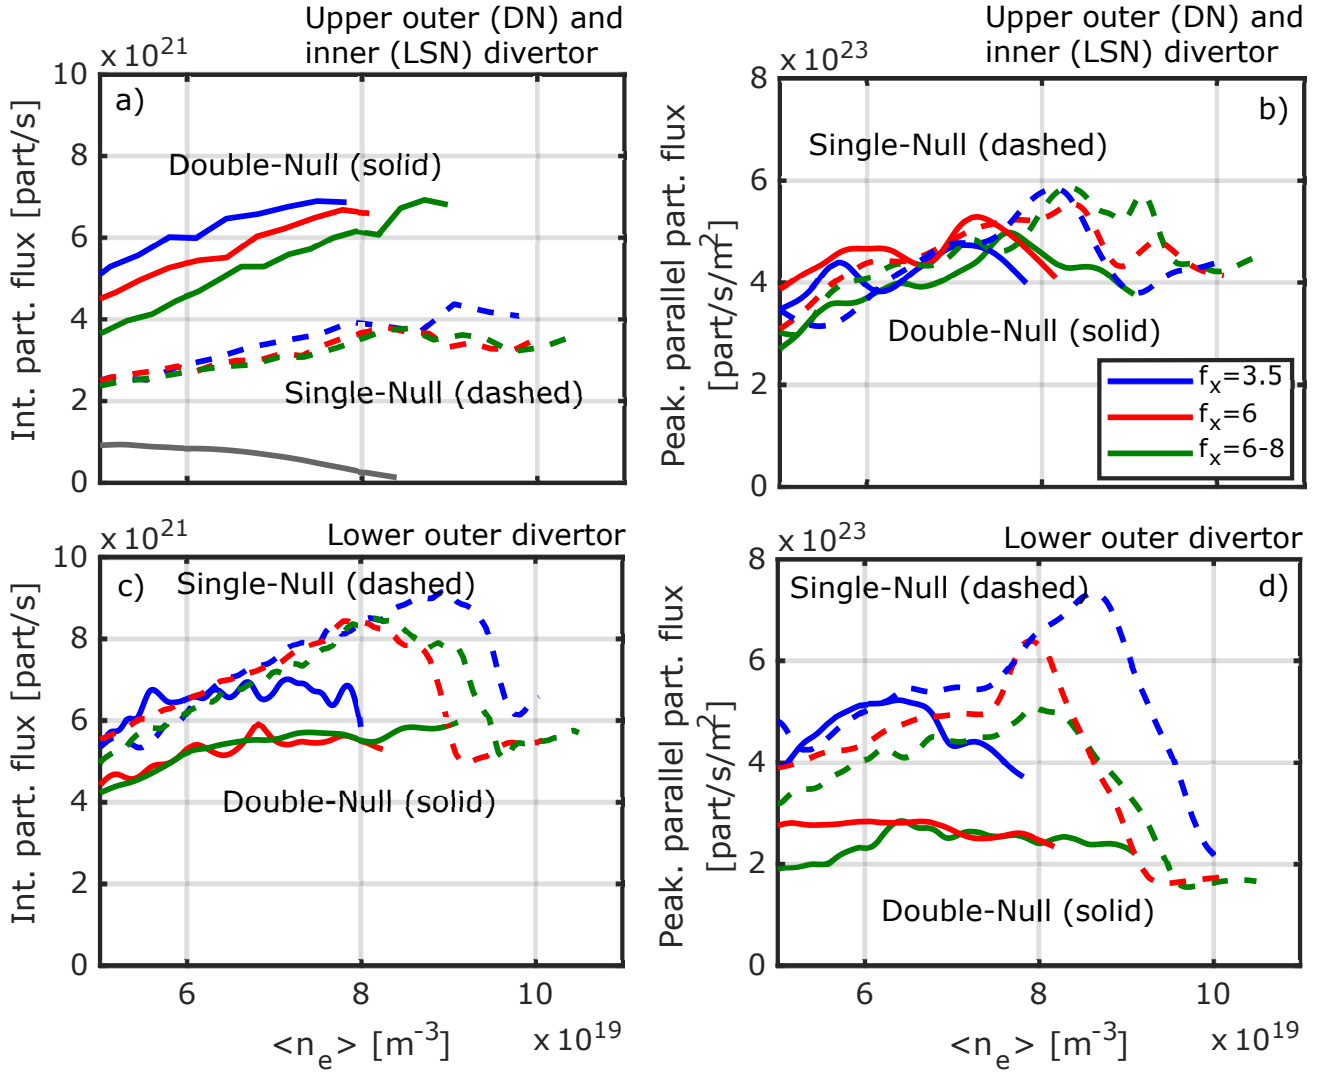 Upper outer (DN) and
inner (LSN) divertor
x 10^21
a)
Double-Null (solid)
Single-Null (dashed)
Int. part. flux [part/s]
10
8
6
4
2
0
6
8
10
Upper outer (DN) and
inner (LSN) divertor
x 10^23
b)
Single-Null (dashed)
Double-Null (solid)
Peak. parallel part. flux
[part/s/m^2]
8
6
4
2
0
6
8
10
f_x=3.5
f_x=6
f_x=6-8
Lower outer divertor
x 10^21
c)
Single-Null (dashed)
Double-Null (solid)
Int. part. flux [part/s]
10
8
6
4
2
0
6
8
10
<n_e> [m^-3]
x 10^19
Lower outer divertor
x 10^23
d)
Single-Null (dashed)
Double-Null (solid)
Peak. parallel part. flux
[part/s/m^2]
8
6
4
2
0
6
8
10
<n_e> [m^-3]
x 10^19